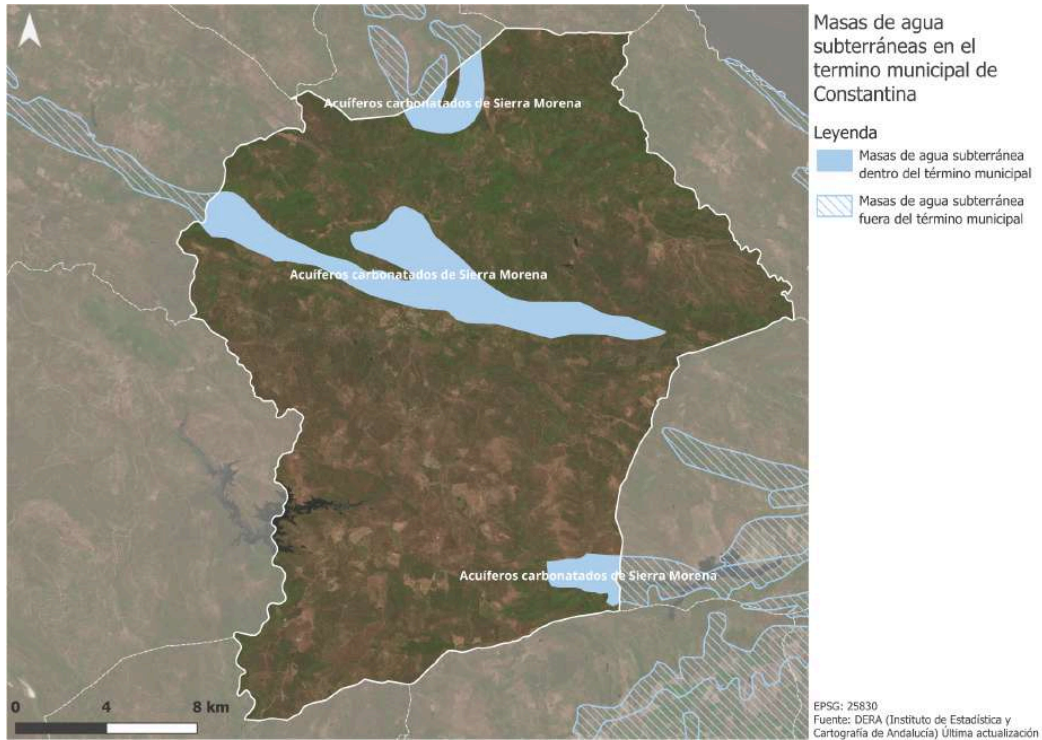 Masas de agua
subterráneas en el
termino municipal de
Constantina
Leyenda
Masas de agua subterránea
dentro del término municipal
Masas de agua subterránea
fuera del término municipal
Acuíferos carbonatados de Sierra Morena
Acuíferos carbonatados de Sierra Morena
Acuíferos carbonatados de Sierra Morena
0 4 8 km
EPSG: 25830
Fuente: DERA (Instituto de Estadística y
Cartografía de Andalucía) Última actualización